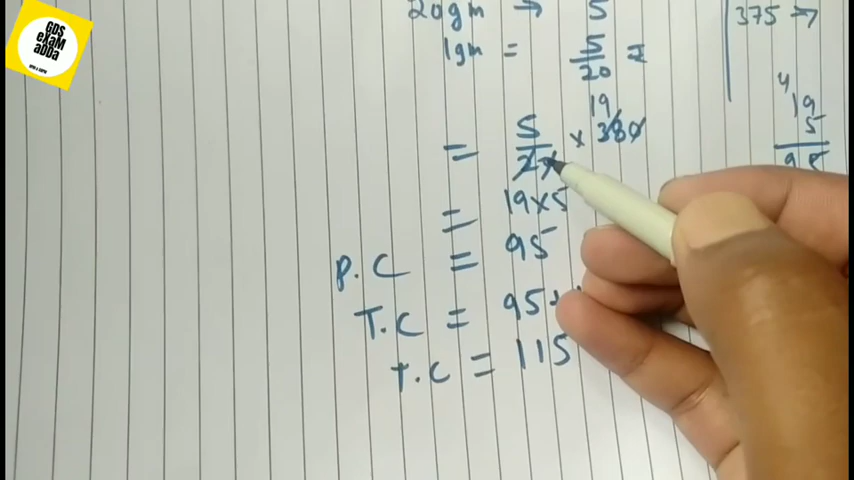 GDS
eXaM
aDDa
20gm → 5
1gm = 5/20 =
19
= 5/20 × 380
= 19×5
P.C = 95
T.C = 95+
T.C = 115
375 →
4
19
5
95